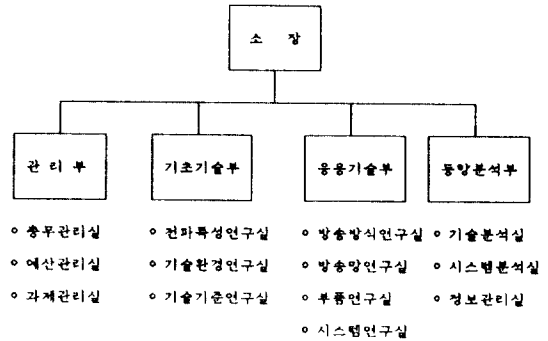 소 장
관 리 부 기초기술부 응용기술부 동향분석부
o 총무관리실 o 전파특성연구실 o 방송방식연구실 o 기술분석실
o 예산관리실 o 기술환경연구실 o 방송망연구실 o 시스템분석실
o 과제관리실 o 기술기준연구실 o 부품연구실 o 정보관리실
o 시스템연구실